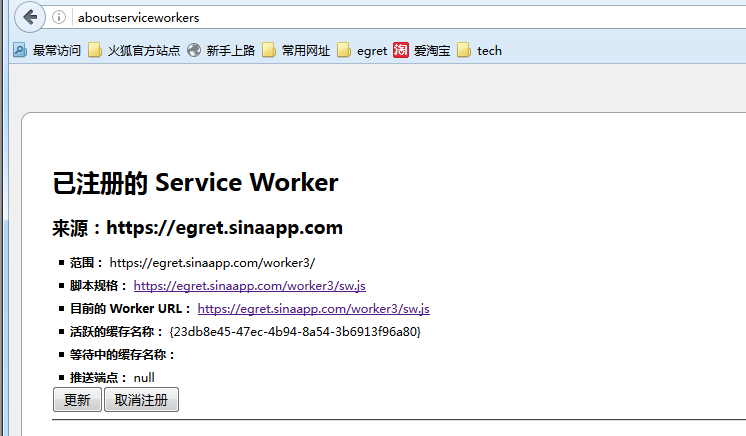 about:serviceworkers
最常访问 火狐官方站点 新手上路 常用网址 egret 淘 爱淘宝 tech
已注册的 Service Worker
来源：https://egret.sinaapp.com
范围： https://egret.sinaapp.com/worker3/
脚本规格： https://egret.sinaapp.com/worker3/sw.js
目前的 Worker URL： https://egret.sinaapp.com/worker3/sw.js
活跃的缓存名称： {23db8e45-47ec-4b94-8a54-3b6913f96a80}
等待中的缓存名称：
推送端点： null
更新 取消注册